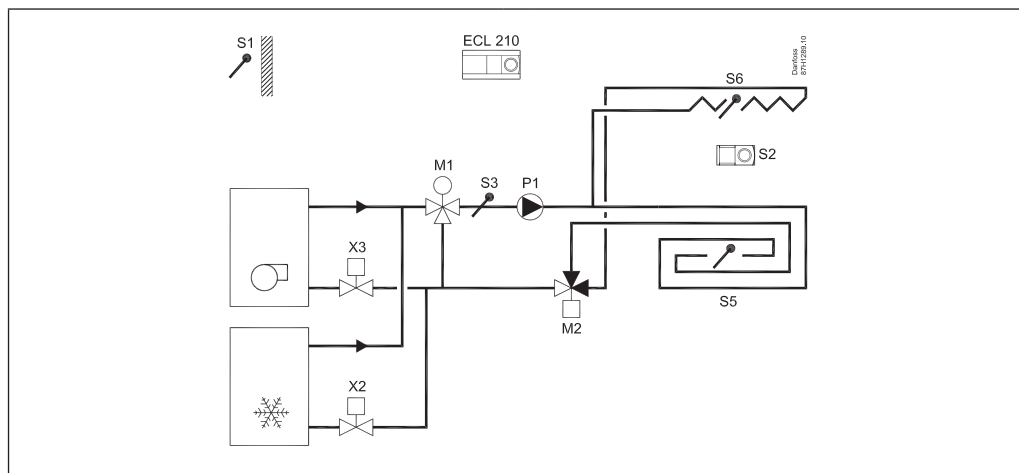 S1
ECL 210
Danfoss
87H1289.10
S6
S2
M1
S3
P1
X3
S5
M2
X2